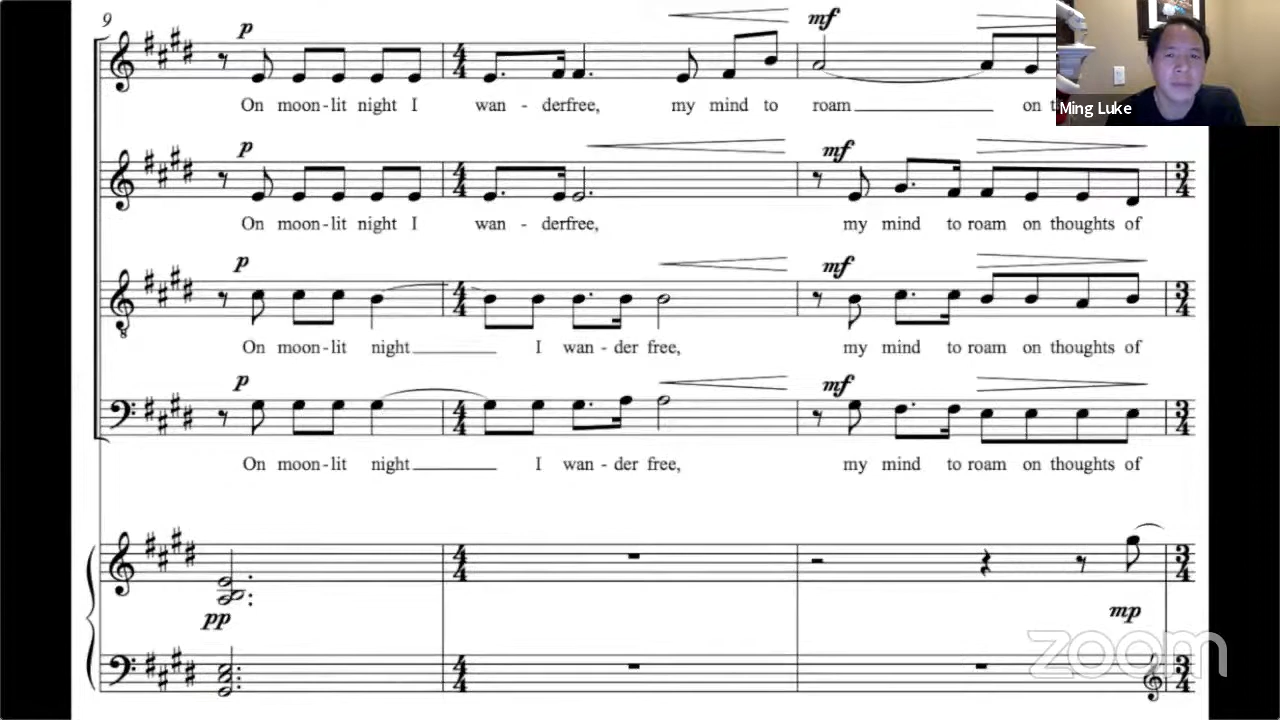 9
p
mf
On moon-lit night I wan - derfree, my mind to roam on t
Ming Luke
p
mf
On moon-lit night I wan - derfree, my mind to roam on thoughts of
p
mf
On moon-lit night I wan - der free, my mind to roam on thoughts of
p
mf
On moon-lit night I wan - der free, my mind to roam on thoughts of
pp
mp
zoom